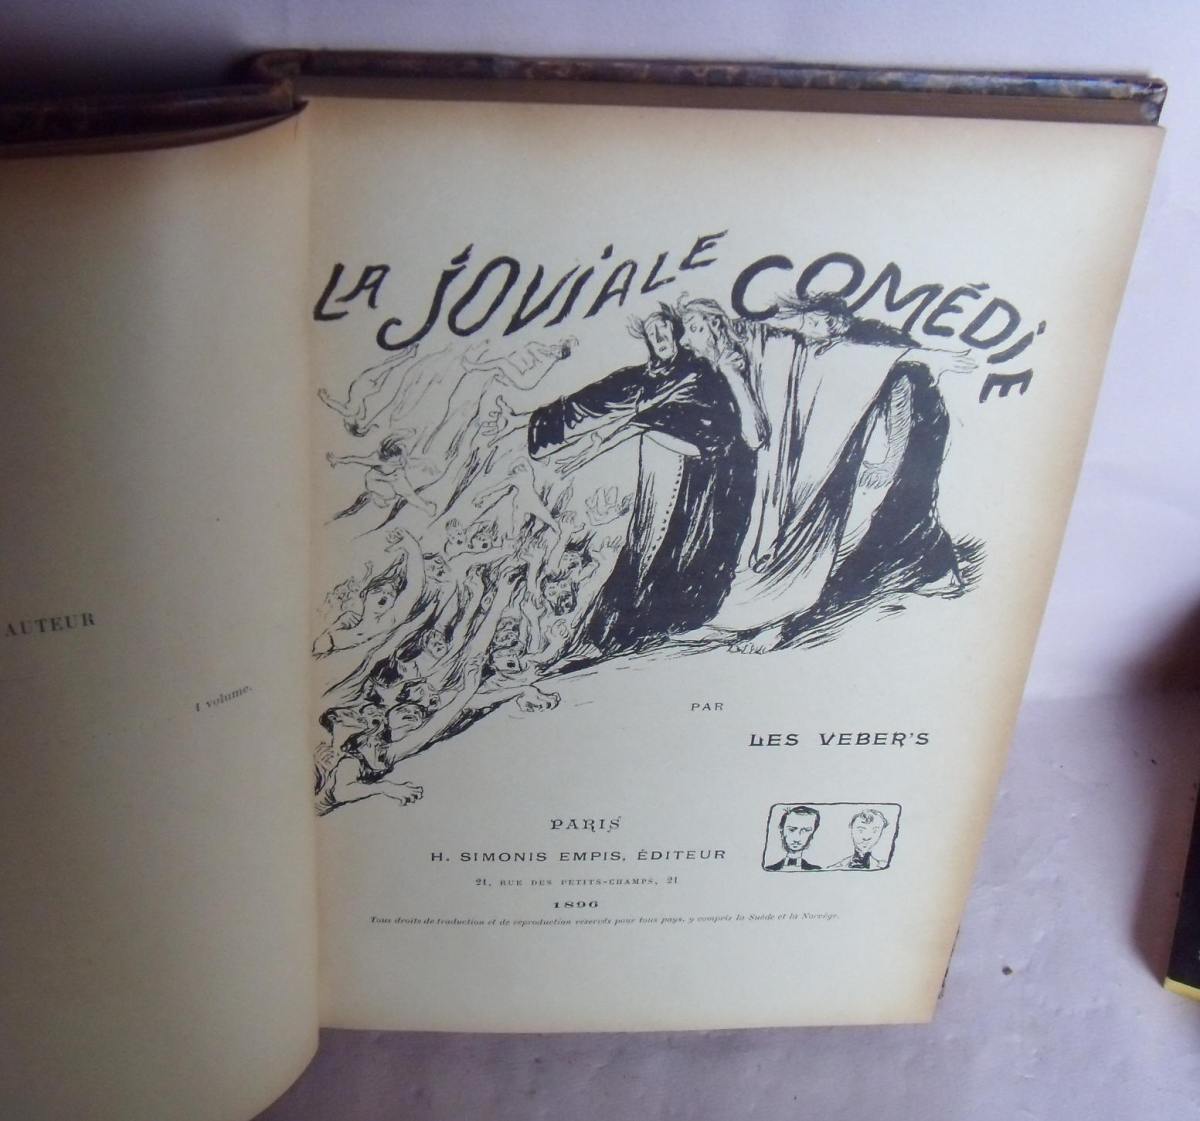 AUTEUR
1 volume.
LA JOVIALE COMÉDIE
PAR
LES VEBER'S
PARIS
H. SIMONIS EMPIS, ÉDITEUR
21, RUE DES PETITS-CHAMPS, 21
1896
Tous droits de traduction et de reproduction réservés pour tous pays, y compris la Suède et la Norvège.